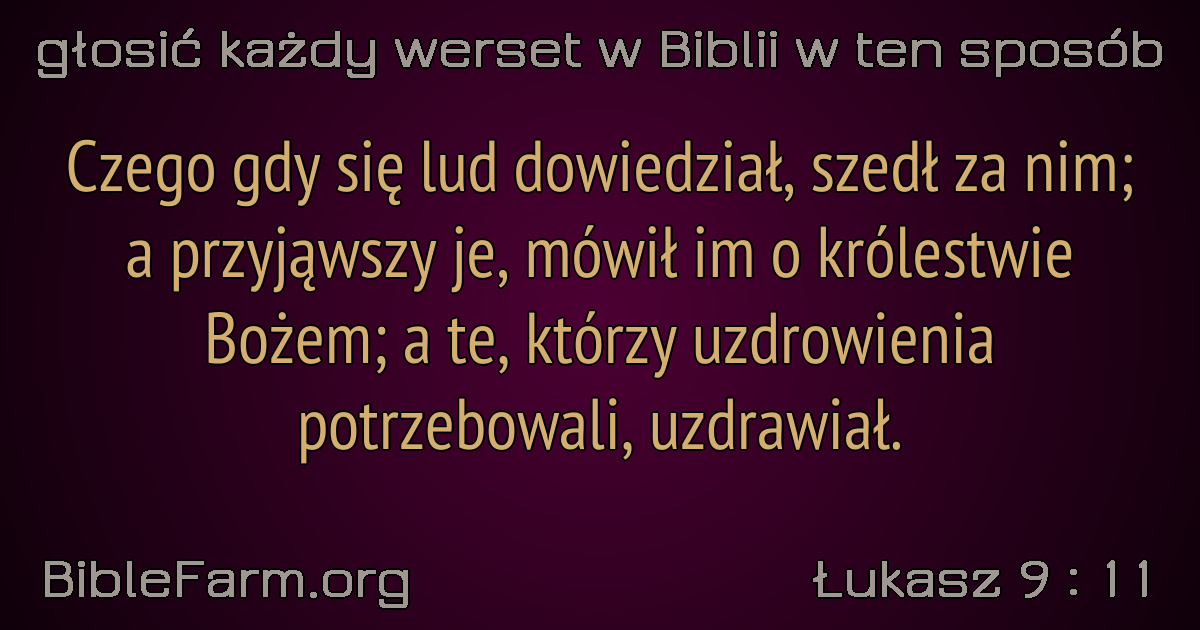 głosić każdy werset w Biblii w ten sposób
Czego gdy się lud dowiedział, szedł za nim;
a przyjąwszy je, mówił im o królestwie
Bożem; a te, którzy uzdrowienia
potrzebowali, uzdrawiał.
BibleFarm.org
Łukasz 9 : 11